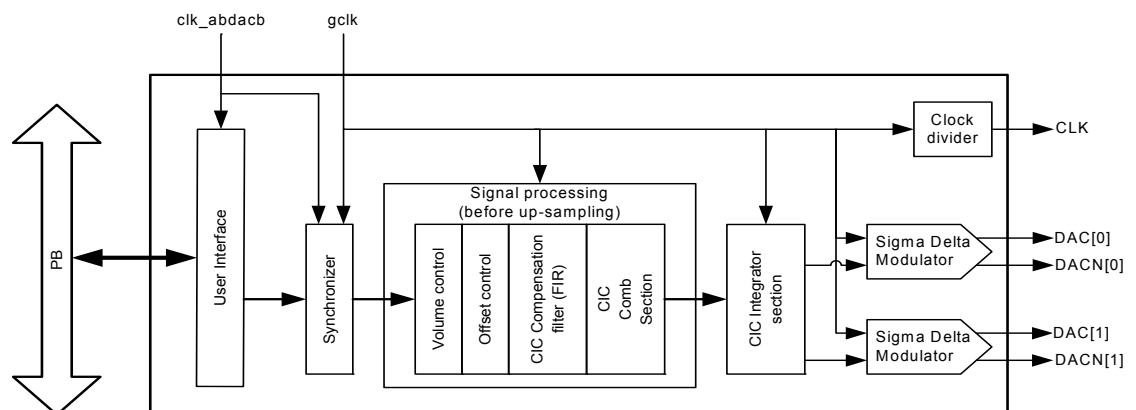 clk_abdacb
gclk
Clock
divider
CLK
Signal processing
(before up-sampling)
PB
User Interface
Synchronizer
Volume control
Offset control
CIC Compensation
filter (FIR)
CIC
Comb
Section
CIC Integrator
section
Sigma Delta
Modulator
DAC[0]
DACN[0]
Sigma Delta
Modulator
DAC[1]
DACN[1]